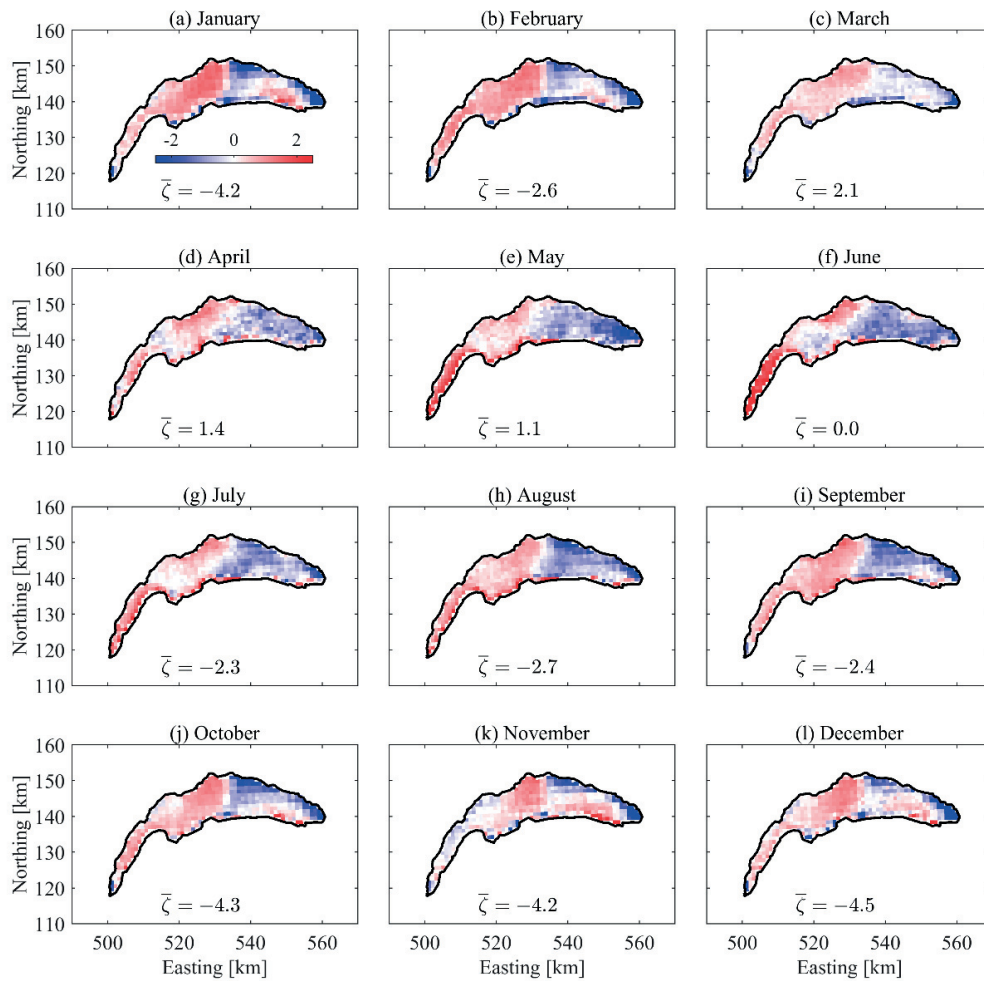 (a) January
(b) February
(c) March
160
150
140
130
120
110
Northing [km]
-2 0 2
ζ̅ = −4.2
ζ̅ = −2.6
ζ̅ = 2.1
(d) April
(e) May
(f) June
160
150
140
130
120
110
Northing [km]
ζ̅ = 1.4
ζ̅ = 1.1
ζ̅ = 0.0
(g) July
(h) August
(i) September
160
150
140
130
120
110
Northing [km]
ζ̅ = −2.3
ζ̅ = −2.7
ζ̅ = −2.4
(j) October
(k) November
(l) December
160
150
140
130
120
110
Northing [km]
ζ̅ = −4.3
ζ̅ = −4.2
ζ̅ = −4.5
500 520 540 560
500 520 540 560
500 520 540 560
Easting [km]
Easting [km]
Easting [km]